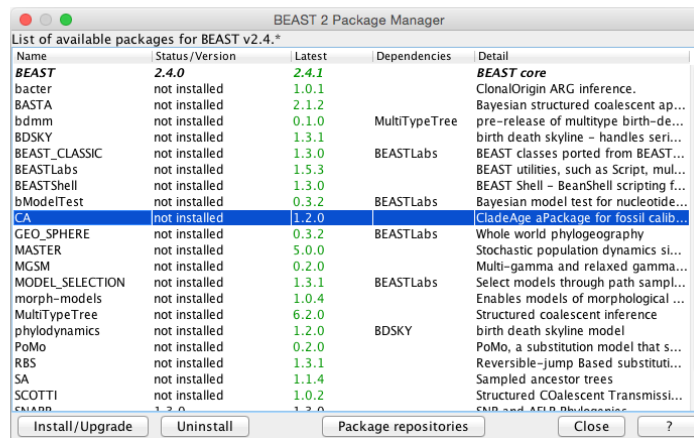 BEAST 2 Package Manager
List of available packages for BEAST v2.4.*
Name Status/Version Latest Dependencies Detail
BEAST 2.4.0 2.4.1 BEAST core
bacter not installed 1.0.1 ClonalOrigin ARG inference.
BASTA not installed 2.1.2 Bayesian structured coalescent ap...
bdmm not installed 0.1.0 MultiTypeTree pre-release of multitype birth-de...
BDSKY not installed 1.3.1 birth death skyline - handles seri...
BEAST_CLASSIC not installed 1.3.0 BEASTLabs BEAST classes ported from BEAST...
BEASTLabs not installed 1.5.3 BEAST utilities, such as Script, mul...
BEASTShell not installed 1.3.0 BEAST Shell - BeanShell scripting f...
bModelTest not installed 0.3.2 BEASTLabs Bayesian model test for nucleotide...
CA not installed 1.2.0 CladeAge aPackage for fossil calib...
GEO_SPHERE not installed 0.3.2 BEASTLabs Whole world phylogeography
MASTER not installed 5.0.0 Stochastic population dynamics si...
MGSM not installed 0.2.0 Multi-gamma and relaxed gamma...
MODEL_SELECTION not installed 1.3.1 BEASTLabs Select models through path sampl...
morph-models not installed 1.0.4 Enables models of morphological ...
MultiTypeTree not installed 6.2.0 Structured coalescent inference
phylodynamics not installed 1.2.0 BDSKY birth death skyline model
PoMo not installed 0.2.0 PoMo, a substitution model that s...
RBS not installed 1.3.1 Reversible-jump Based substituti...
SA not installed 1.1.4 Sampled ancestor trees
SCOTTI not installed 1.0.2 Structured COalescent Transmissi...
SNAPP 1.3.0 1.3.0 SNP and AFLP Phylogenies
Install/Upgrade Uninstall Package repositories Close ?